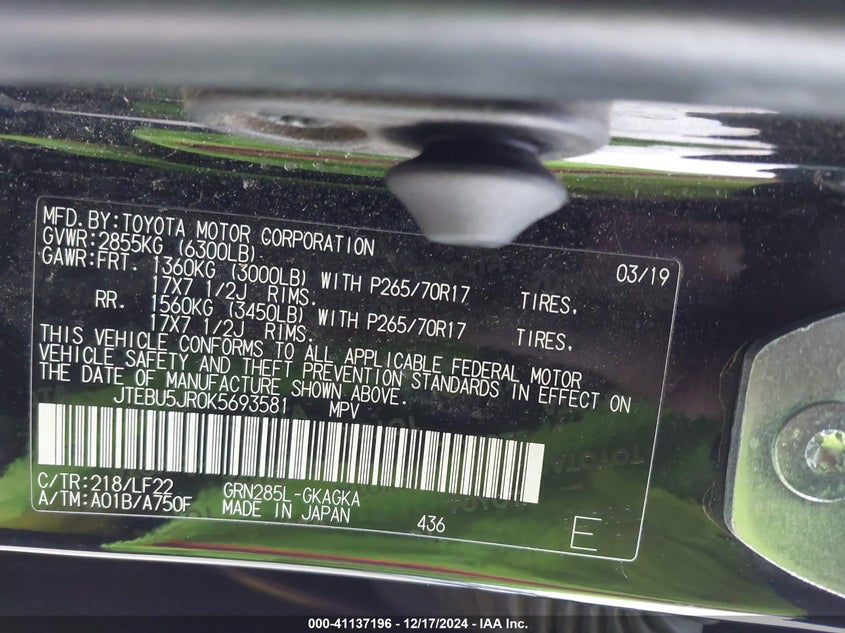 MFD.BY:TOYOTA MOTOR CORPORATION 03/19
GVWR:2855KG (6300LB)
GAWR:FRT. 1360KG (3000LB) WITH P265/70R17 TIRES,
17X7 1/2J RIMS.
RR. 1560KG (3450LB) WITH P265/70R17 TIRES,
17X7 1/2J RIMS.
THIS VEHICLE CONFORMS TO ALL APPLICABLE FEDERAL MOTOR
VEHICLE SAFETY AND THEFT PREVENTION STANDARDS IN EFFECT ON
THE DATE OF MANUFACTURE SHOWN ABOVE.
JTEBU5JR0K5693581 MPV
C/TR:218/LF22 GRN285L-GKAGKA
A/TM:A01B/A750F MADE IN JAPAN 436 E
000-41137196 - 12/17/2024 - IAA Inc.